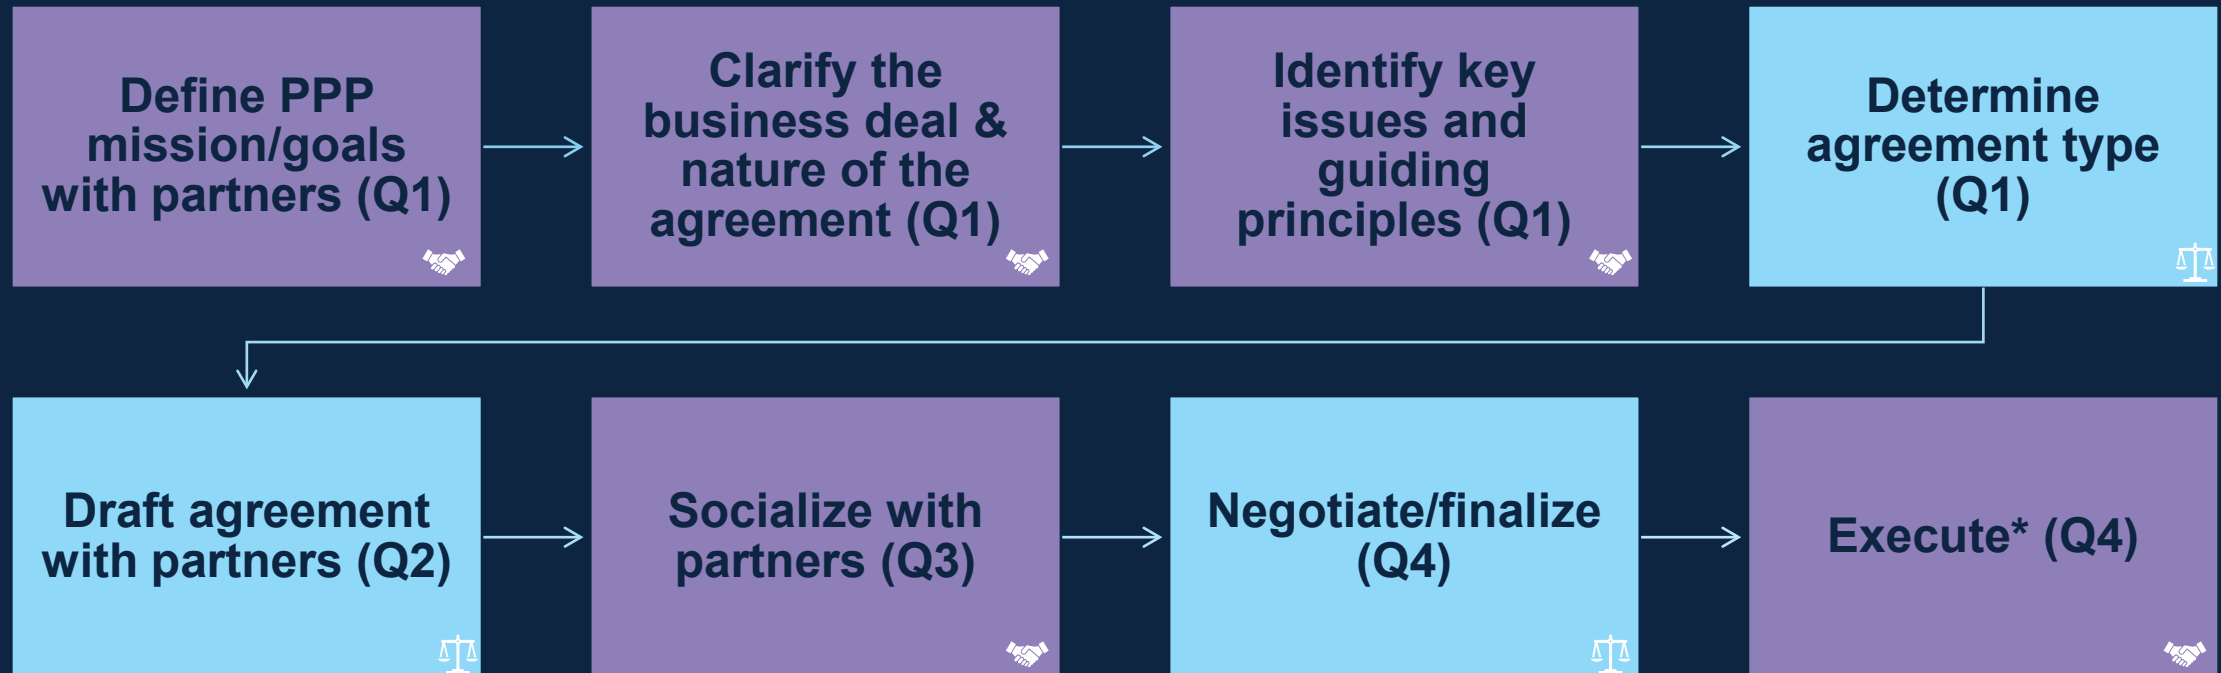 Define PPP
mission/goals
with partners (Q1)
Clarify the
business deal &
nature of the
agreement (Q1)
Identify key
issues and
guiding
principles (Q1)
Determine
agreement type
(Q1)
Draft agreement
with partners (Q2)
Socialize with
partners (Q3)
Negotiate/finalize
(Q4)
Execute* (Q4)